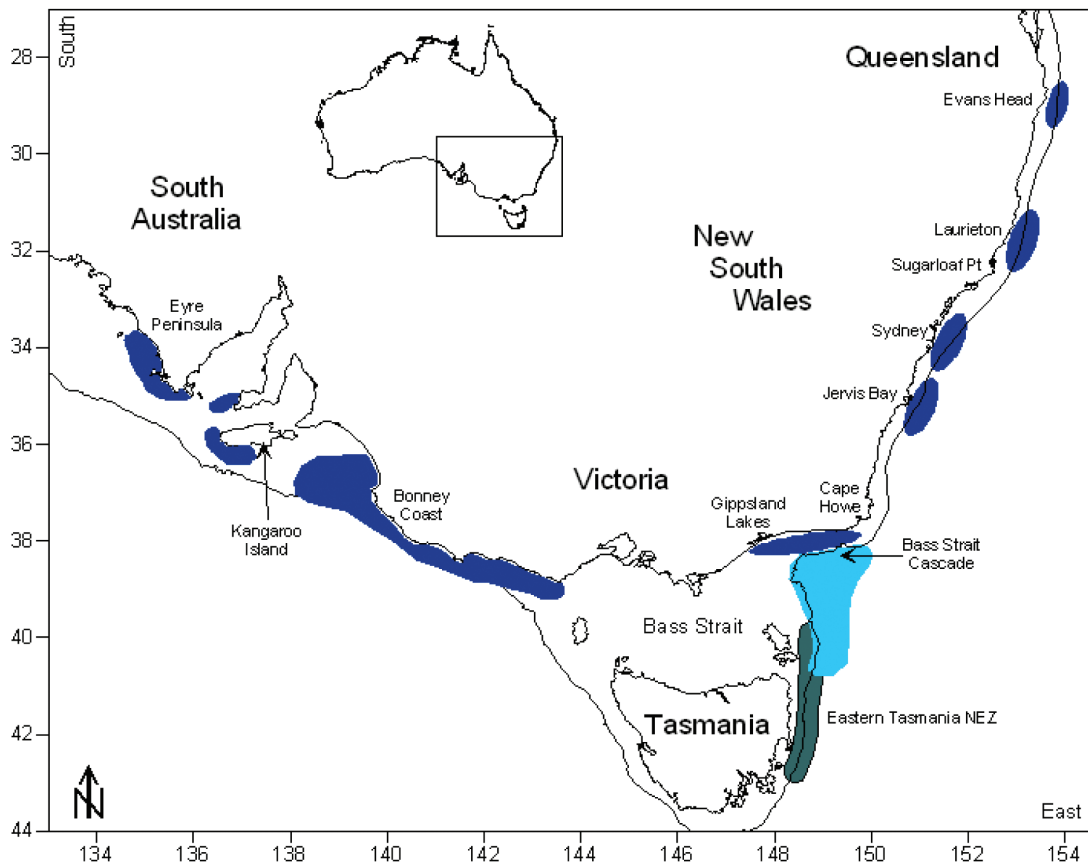 South
28
30
32
34
36
38
40
42
44
134
136
138
140
142
144
146
148
150
152
154
East
N
Queensland
Evans Head
South
Australia
Laurieton
New
South
Wales
Sugarloaf Pt
Eyre
Peninsula
Sydney
Jervis Bay
Victoria
Cape
Howe
Gippsland
Lakes
Bonney
Coast
Kangaroo
Island
Bass Strait
Cascade
Bass Strait
Tasmania
Eastern Tasmania NEZ